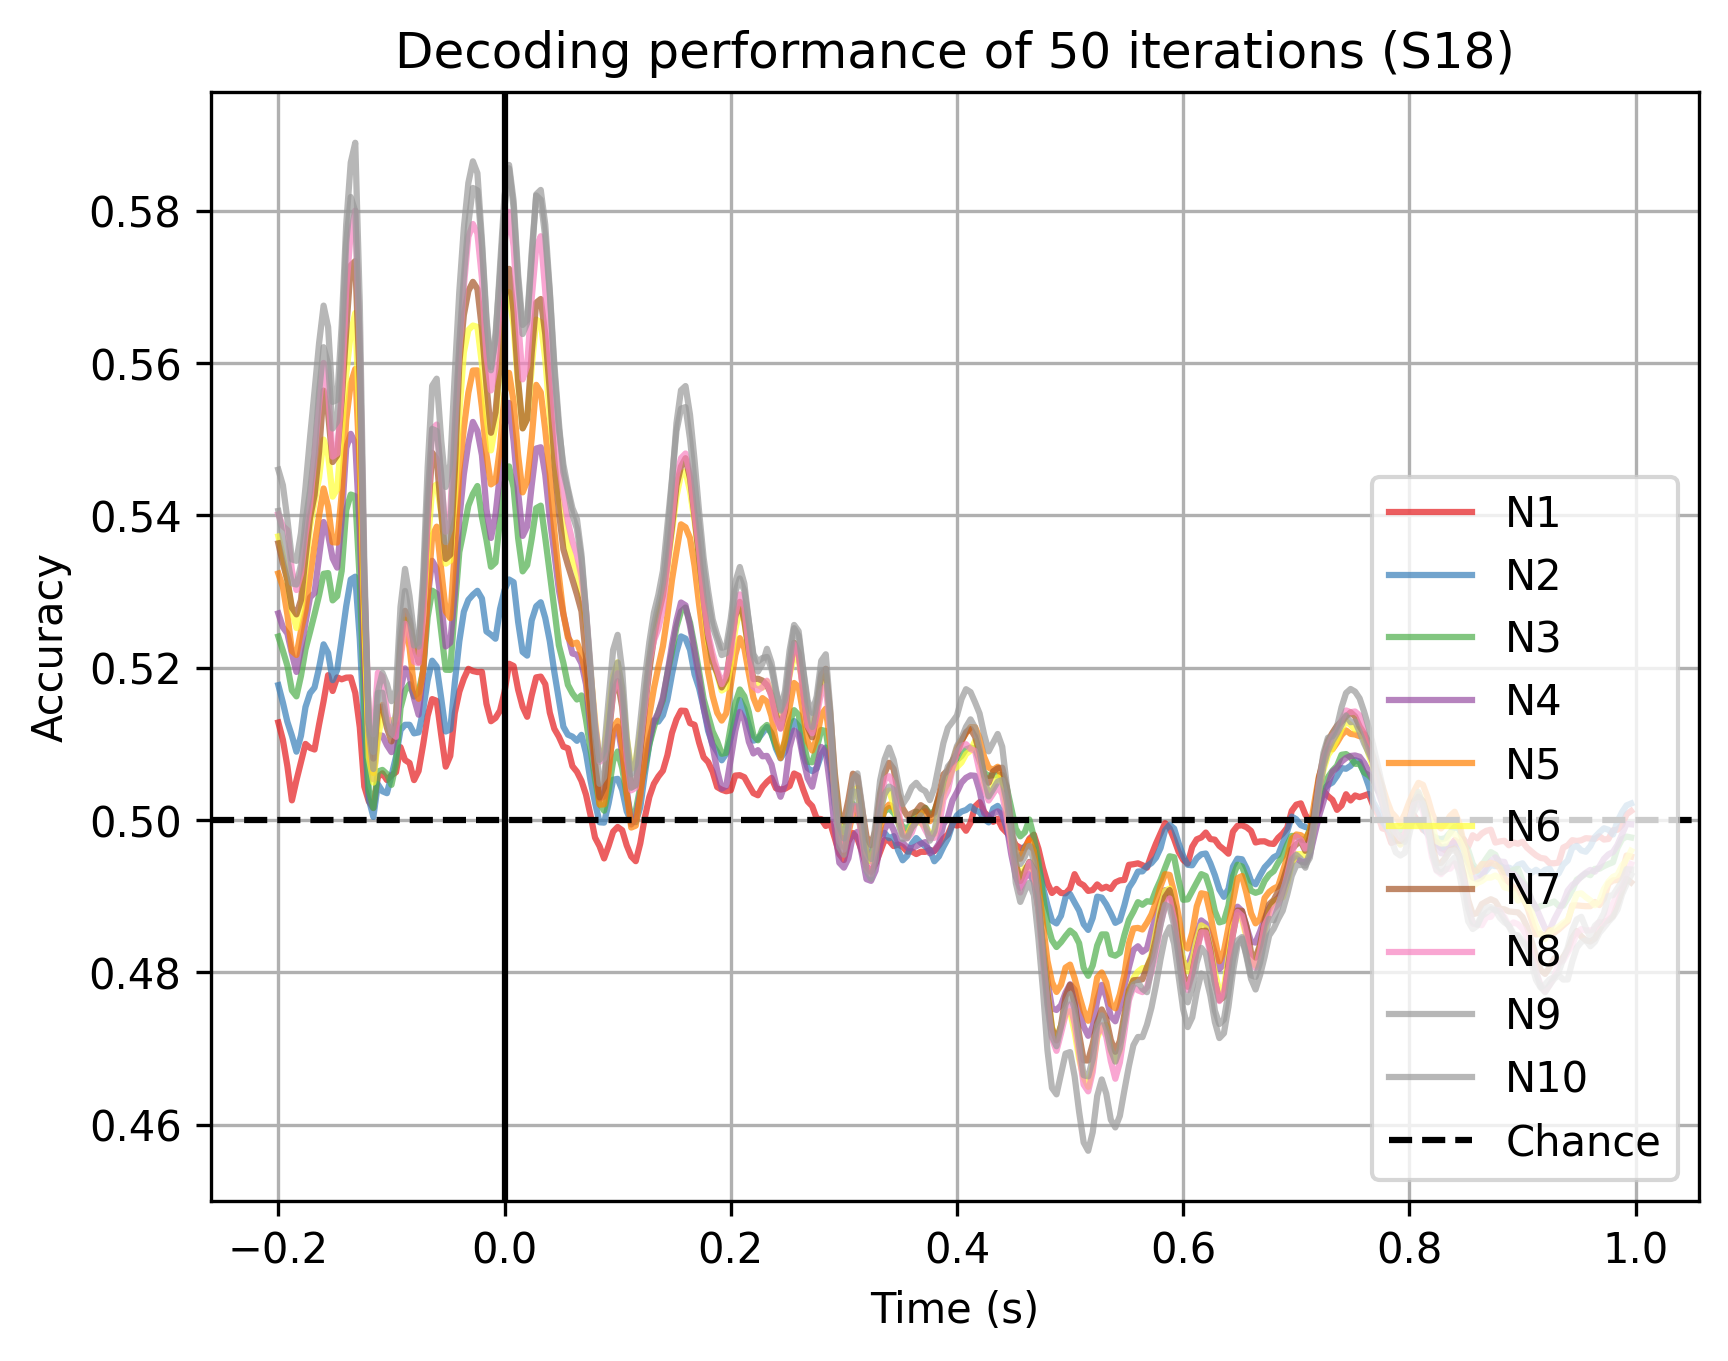 Decoding performance of 50 iterations (S18)
Accuracy
0.58
0.56
0.54
0.52
0.50
0.48
0.46
−0.2
0.0
0.2
0.4
0.6
0.8
1.0
Time (s)
N1
N2
N3
N4
N5
N6
N7
N8
N9
N10
Chance